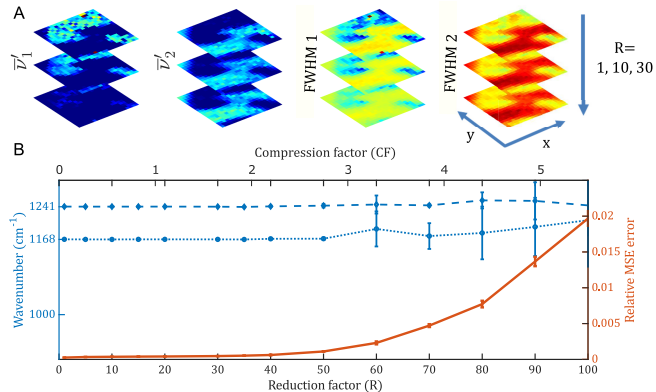 A
ν̅′1
ν̅′2
FWHM 1
FWHM 2
R=
1, 10, 30
y
x
B
Compression factor (CF)
0 1 2 3 4 5
Wavenumber (cm⁻¹)
1241
1168
1000
Relative MSE error
0.02
0.015
0.01
0.005
0
0 10 20 30 40 50 60 70 80 90 100
Reduction factor (R)